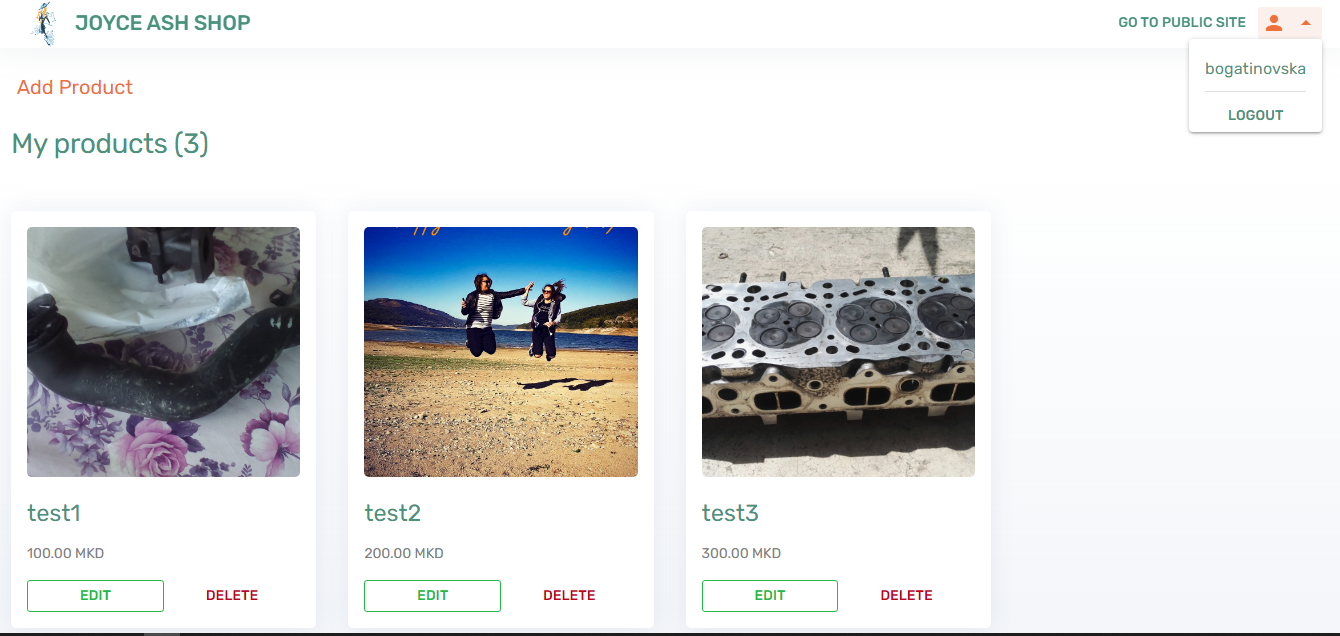 JOYCE ASH SHOP
GO TO PUBLIC SITE
bogatinovska
LOGOUT
Add Product
My products (3)
test1
100.00 MKD
EDIT
DELETE
test2
200.00 MKD
EDIT
DELETE
test3
300.00 MKD
EDIT
DELETE